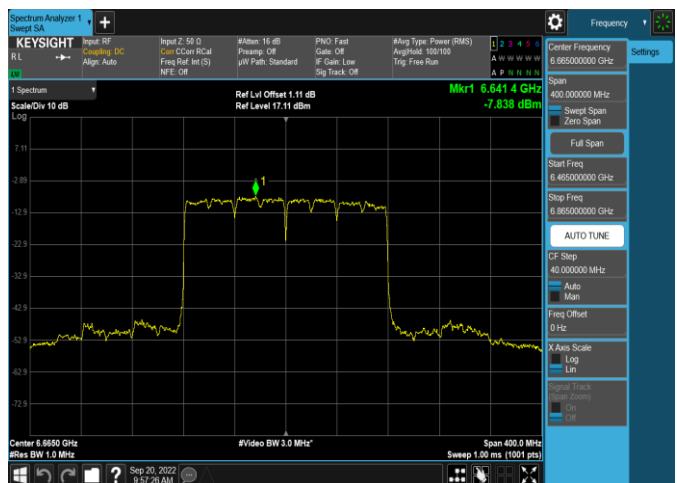 Spectrum Analyzer 1
Swept SA
Frequency
KEYSIGHT
R L
Input: RF
Coupling: DC
Align: Auto
Input Z: 50 Ω
Corr CCorr RCal
Freq Ref: Int (S)
NFE: Off
#Atten: 16 dB
Preamp: Off
µW Path: Standard
PNO: Fast
Gate: Off
IF Gain: Low
Sig Track: Off
#Avg Type: Power (RMS)
Avg|Hold: 100/100
Trig: Free Run
1 2 3 4 5 6
A W W W W W
A P N N N N
1 Spectrum
Scale/Div 10 dB
Log
Ref Lvl Offset 1.11 dB
Ref Level 17.11 dBm
Mkr1 6.641 4 GHz
-7.838 dBm
1
7.11
-2.89
-12.9
-22.9
-32.9
-42.9
-52.9
-62.9
-72.9
Center 6.6650 GHz
#Res BW 1.0 MHz
#Video BW 3.0 MHz*
Span 400.0 MHz
Sweep 1.00 ms (1001 pts)
Sep 20, 2022
9:57:26 AM
Center Frequency
6.665000000 GHz
Settings
Span
400.000000 MHz
Swept Span
Zero Span
Full Span
Start Freq
6.465000000 GHz
Stop Freq
6.865000000 GHz
AUTO TUNE
CF Step
40.000000 MHz
Auto
Man
Freq Offset
0 Hz
X Axis Scale
Log
Lin
Signal Track
(Span Zoom)
On
Off